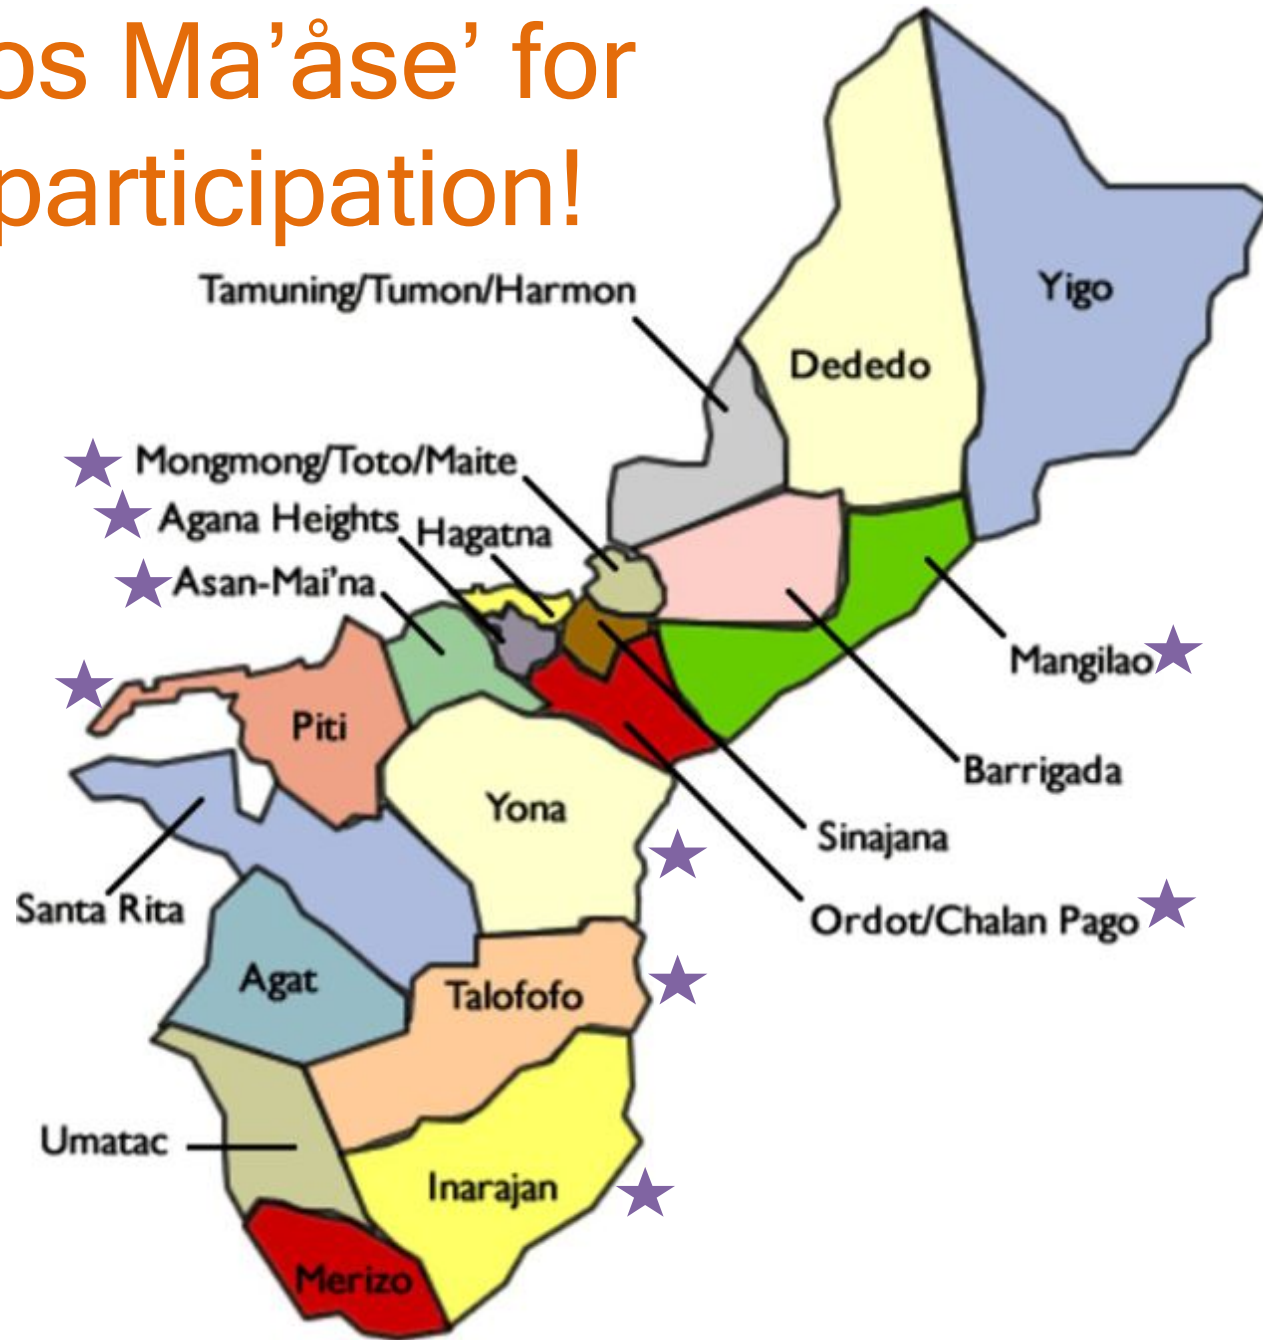 os Ma’åse’ for
participation!
Tamuning/Tumon/Harmon
Yigo
Dededo
Mongmong/Toto/Maite
Agana Heights
Hagatna
Asan-Mai'na
Mangilao
Piti
Barrigada
Yona
Sinajana
Santa Rita
Ordot/Chalan Pago
Agat
Talofofo
Umatac
Inarajan
Merizo